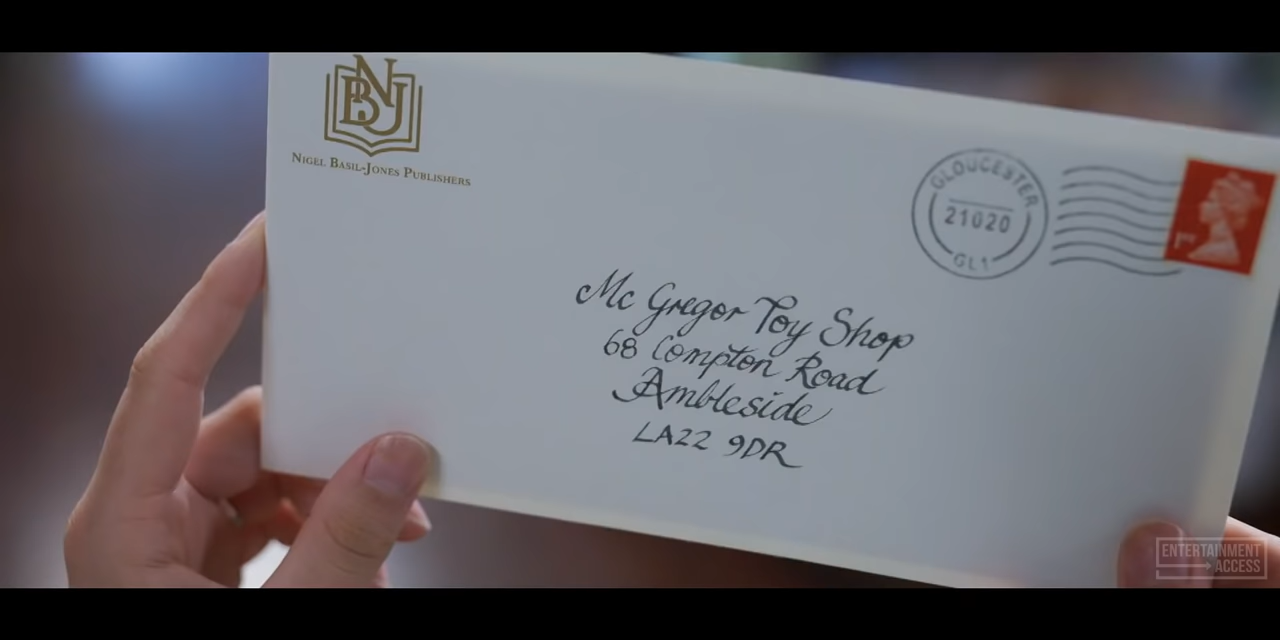 NBJ
NIGEL BASIL-JONES PUBLISHERS
GLOUCESTER
21020
GL1
1st
Mc Gregor Toy Shop
68 Compton Road
Ambleside
LA22 9DR
ENTERTAINMENT
ACCESS